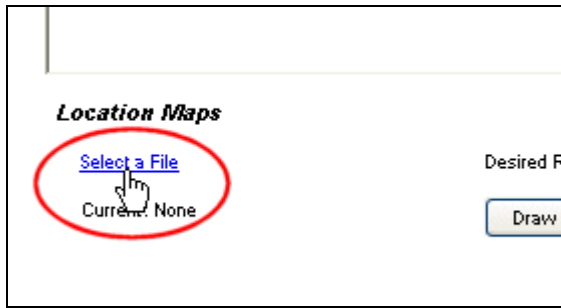 Location Maps
Select a File
Desired
Current: None
Draw